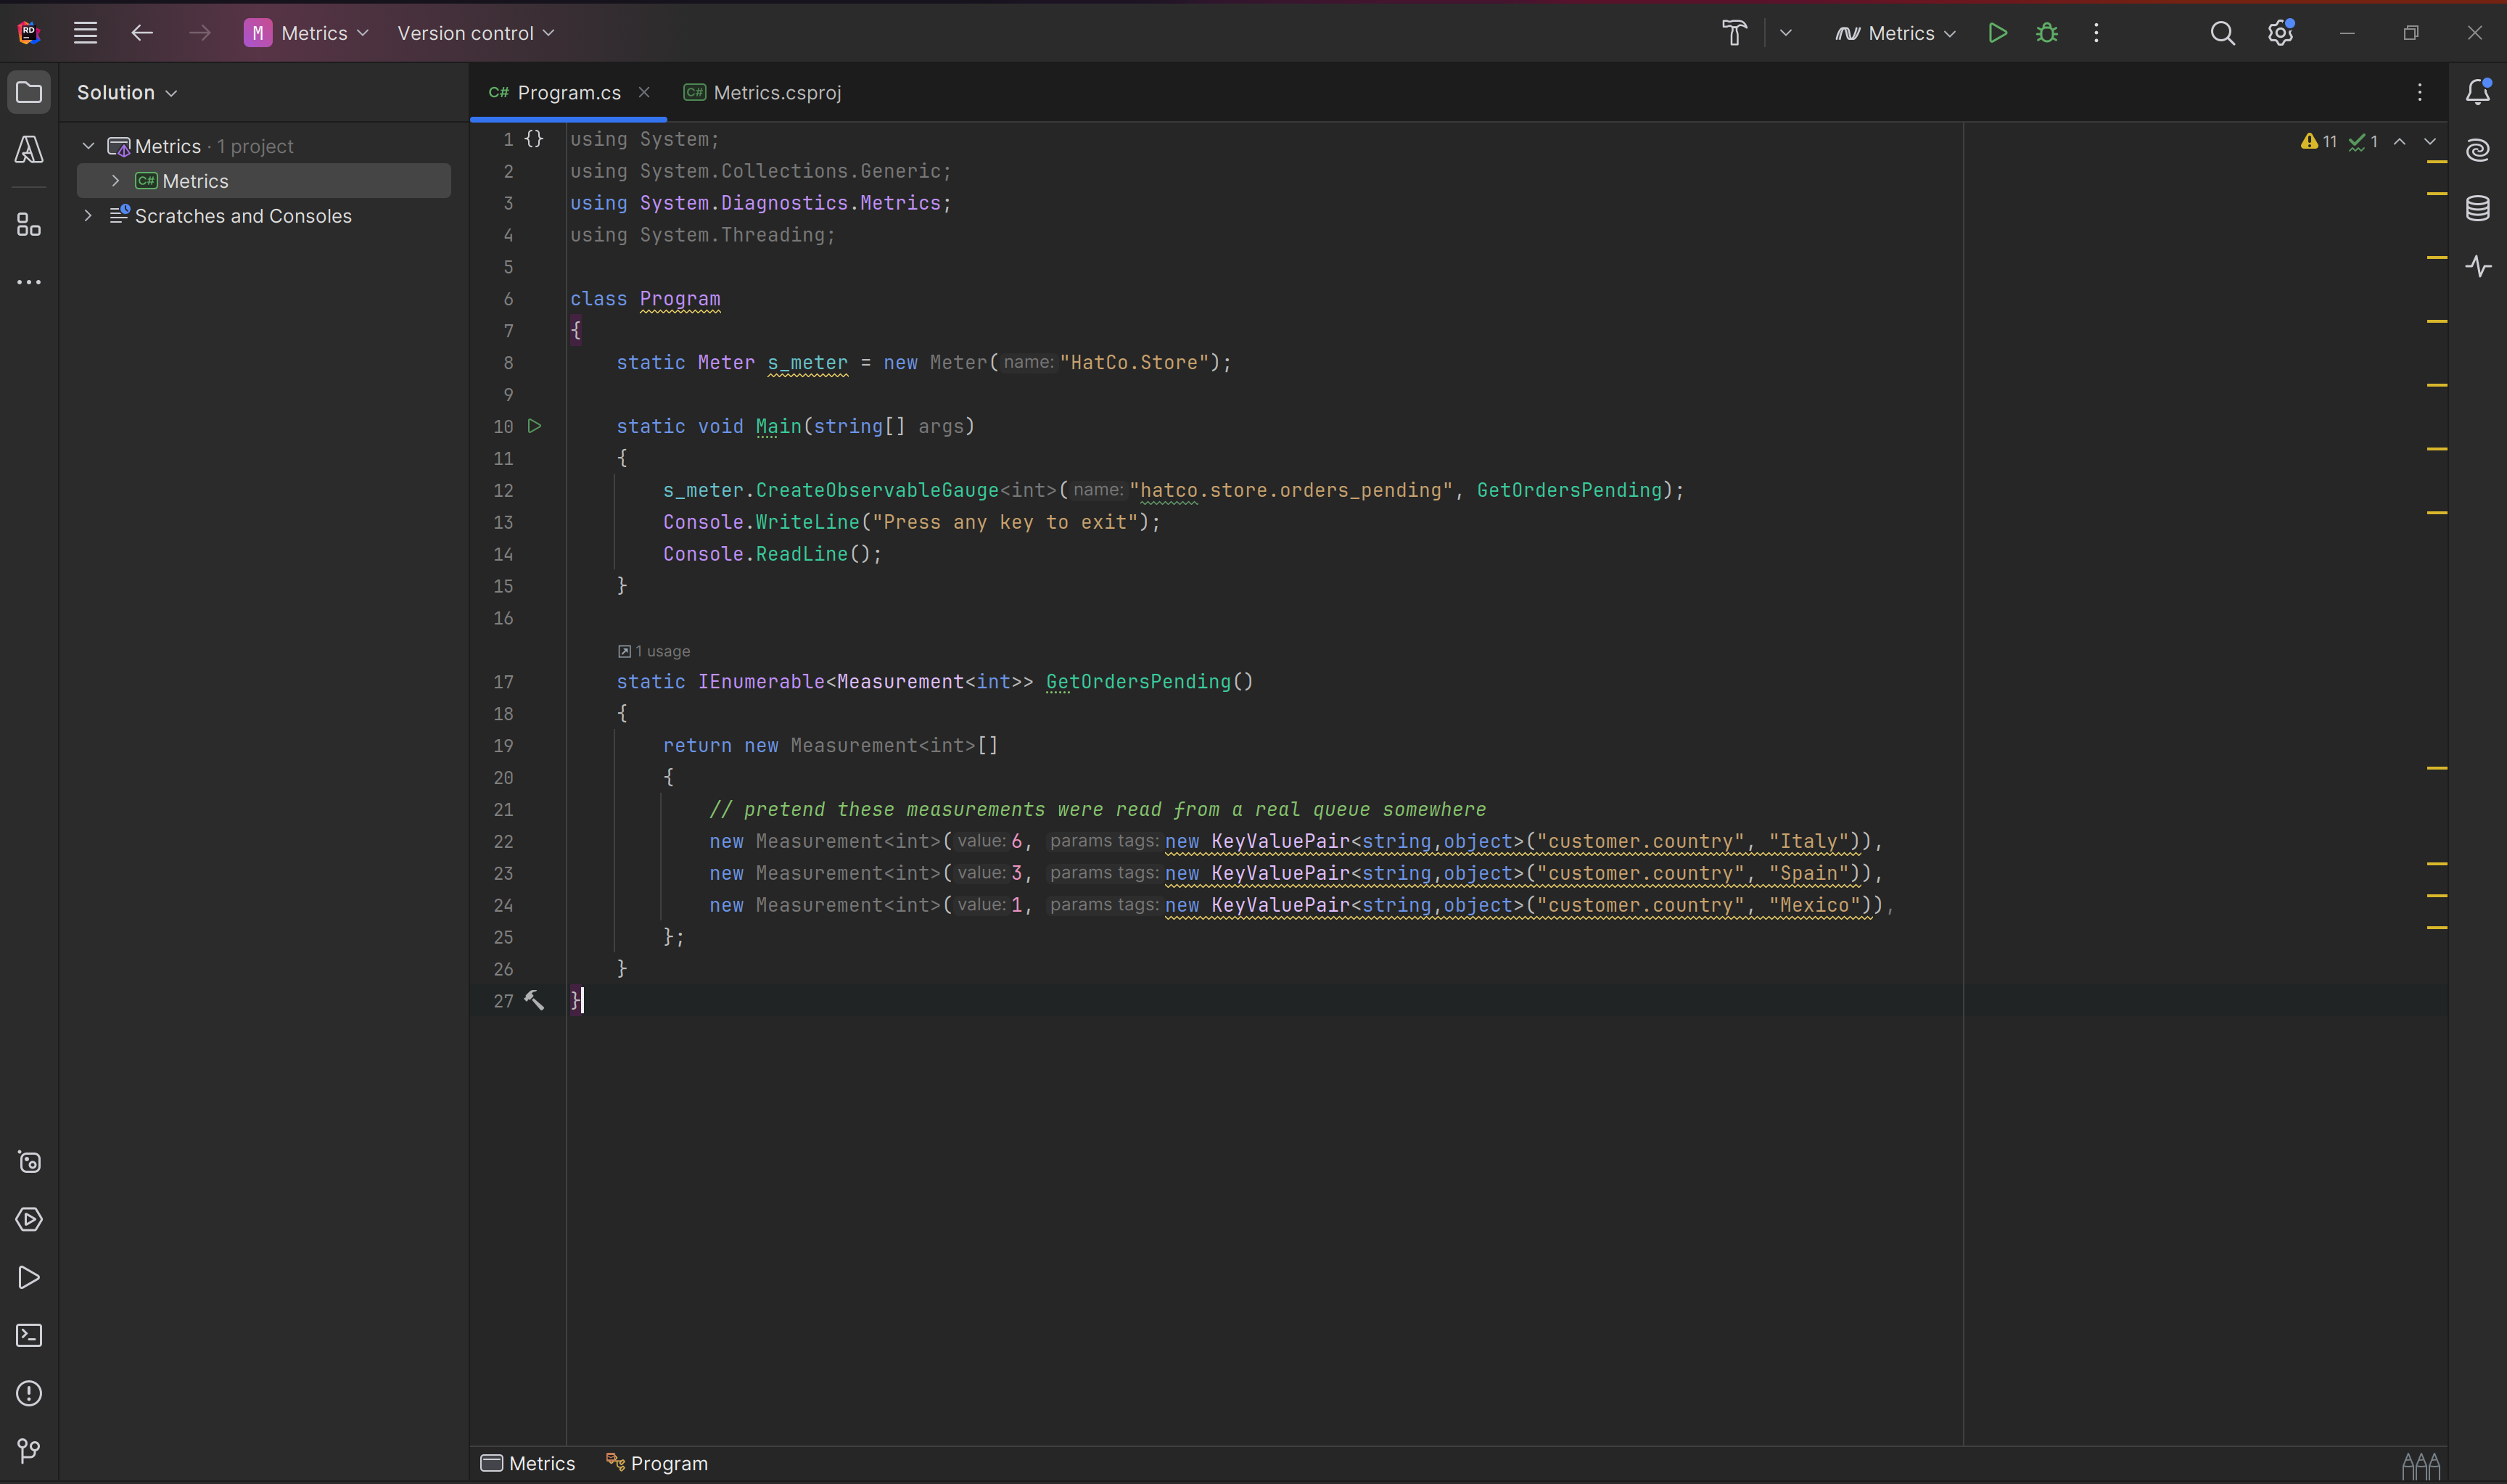 M Metrics Version control Metrics
Solution
Program.cs Metrics.csproj
Metrics · 1 project
Metrics
Scratches and Consoles
11 1
1 {} using System;
2 using System.Collections.Generic;
3 using System.Diagnostics.Metrics;
4 using System.Threading;
5
6 class Program
7 {
8 static Meter s_meter = new Meter( name: "HatCo.Store");
9
10 static void Main(string[] args)
11 {
12 s_meter.CreateObservableGauge<int>( name: "hatco.store.orders_pending", GetOrdersPending);
13 Console.WriteLine("Press any key to exit");
14 Console.ReadLine();
15 }
16
1 usage
17 static IEnumerable<Measurement<int>> GetOrdersPending()
18 {
19 return new Measurement<int>[]
20 {
21 // pretend these measurements were read from a real queue somewhere
22 new Measurement<int>( value: 6, params tags: new KeyValuePair<string,object>("customer.country", "Italy")),
23 new Measurement<int>( value: 3, params tags: new KeyValuePair<string,object>("customer.country", "Spain")),
24 new Measurement<int>( value: 1, params tags: new KeyValuePair<string,object>("customer.country", "Mexico")),
25 };
26 }
27 }
Metrics Program